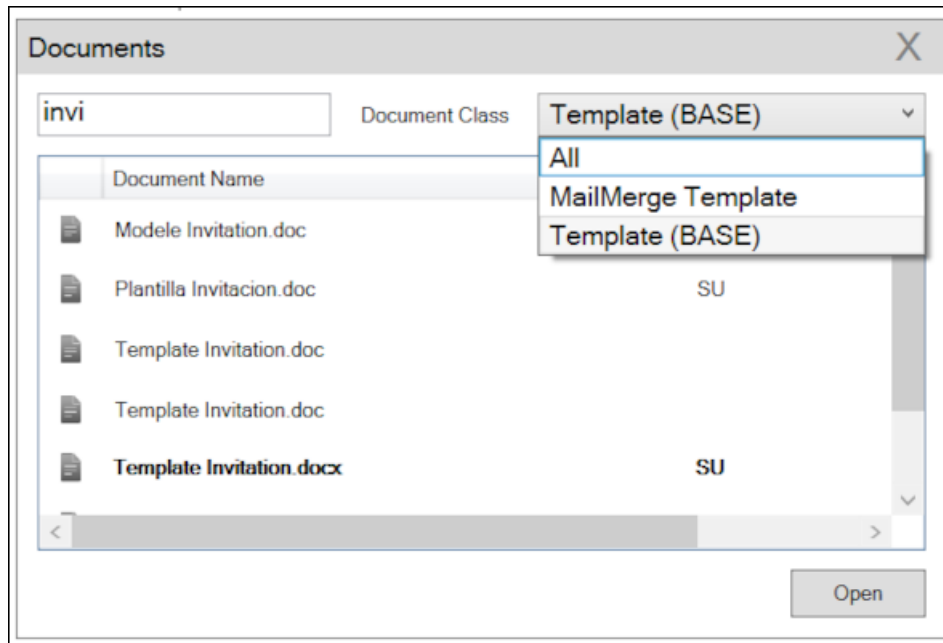 Documents X
invi Document Class Template (BASE)
All
MailMerge Template
Template (BASE)
Document Name
Modele Invitation.doc
Plantilla Invitacion.doc SU
Template Invitation.doc
Template Invitation.doc
Template Invitation.docx SU
Open